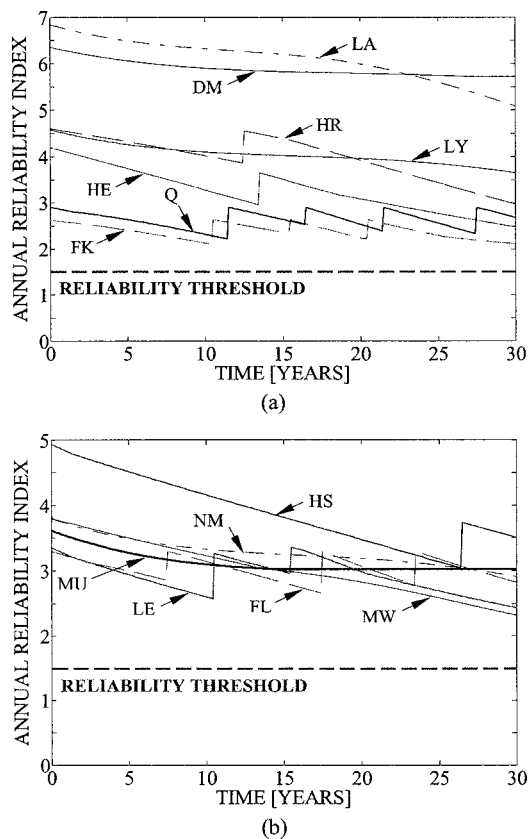 ANNUAL RELIABILITY INDEX
7
6
5
4
3
2
1
0
LA
DM
HR
LY
HE
Q
FK
RELIABILITY THRESHOLD
0 5 10 15 20 25 30
TIME [YEARS]
(a)
ANNUAL RELIABILITY INDEX
5
4
3
2
1
0
HS
NM
MU
LE
FL
MW
RELIABILITY THRESHOLD
0 5 10 15 20 25 30
TIME [YEARS]
(b)